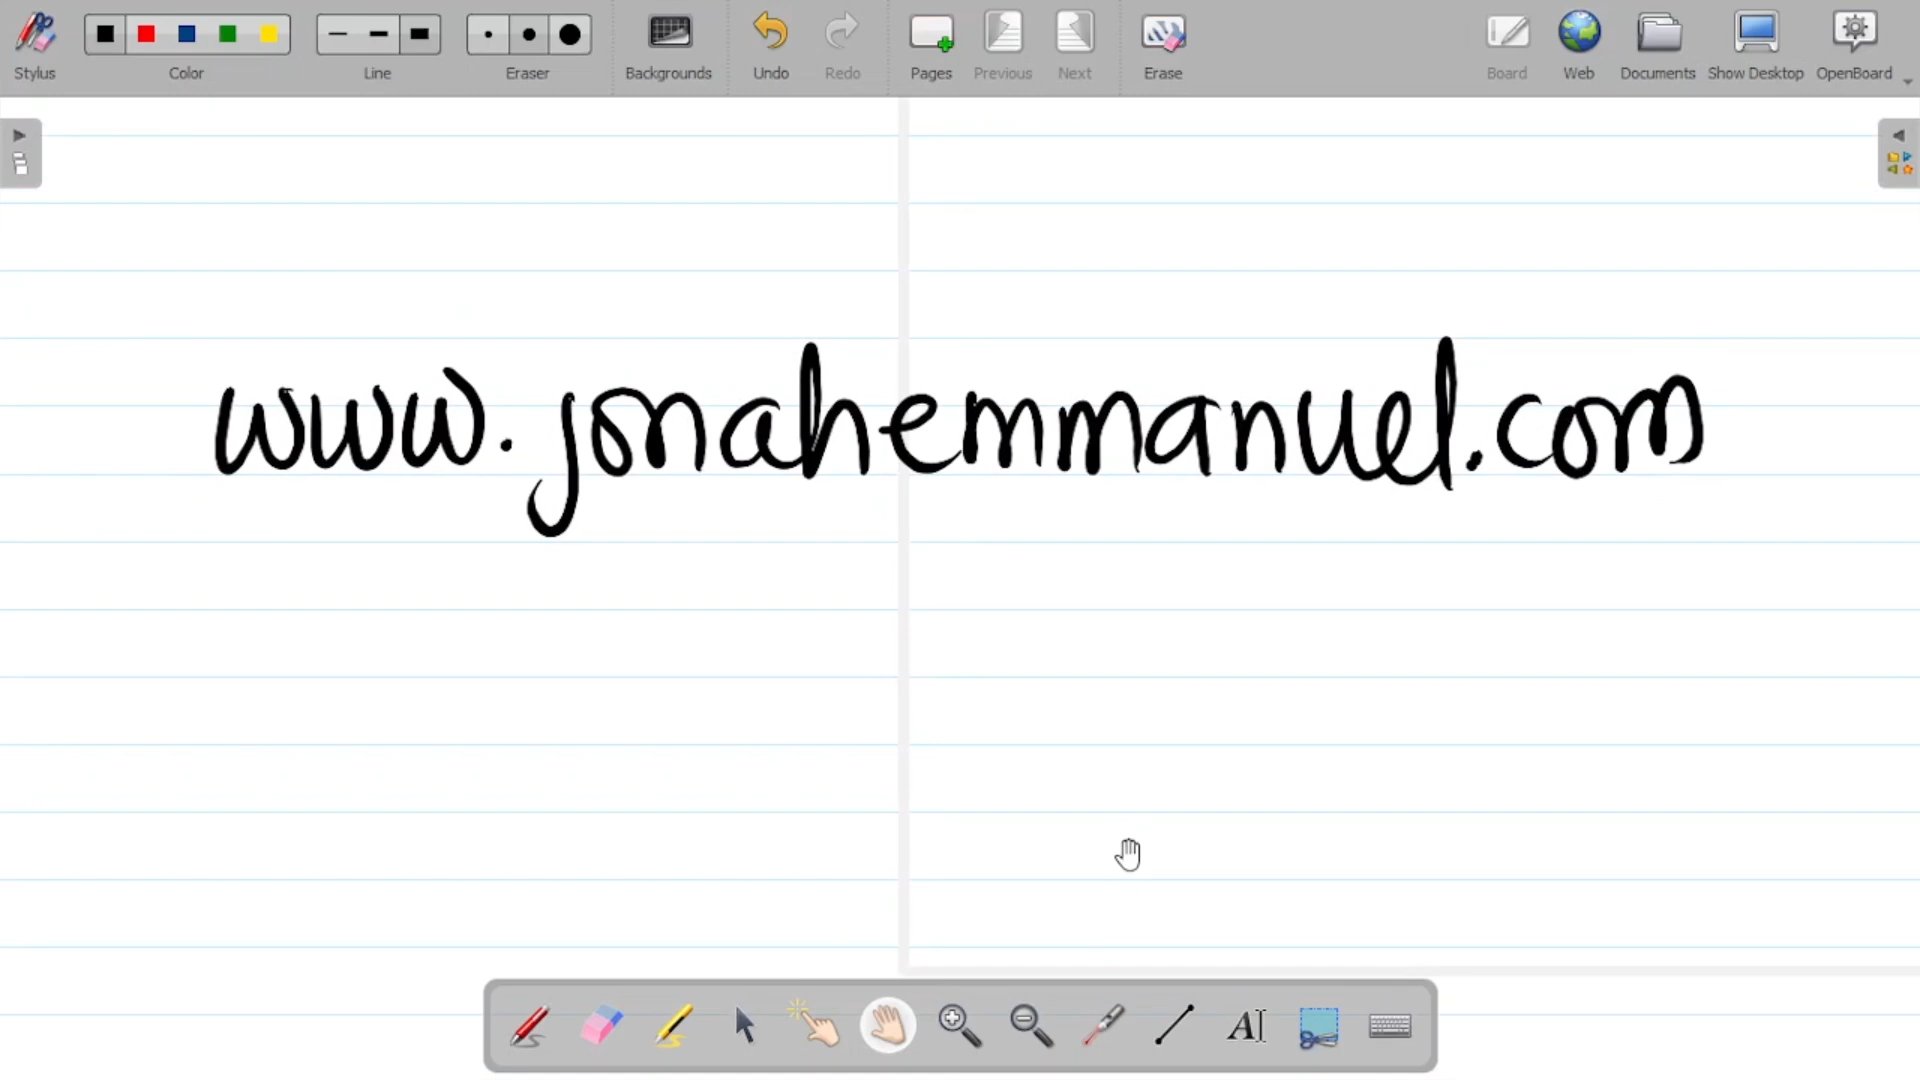 Stylus Color Line Eraser Backgrounds Undo Redo Pages Previous Next Erase Board Web Documents Show Desktop OpenBoard
www.jonahemmanuel.com
AI